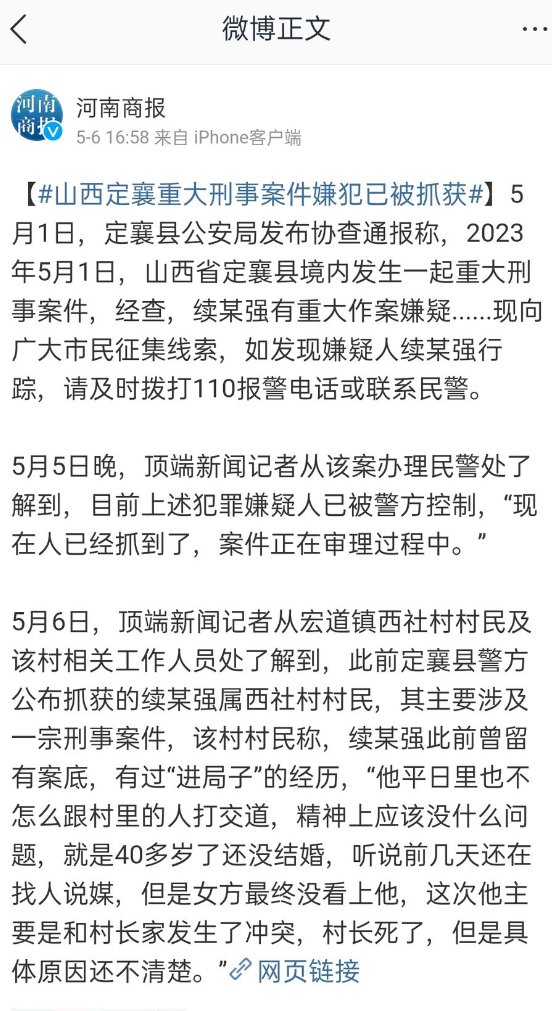 微博正文
河南商报
河南
商报
5-6 16:58 来自 iPhone客户端
【#山西定襄重大刑事案件嫌犯已被抓获#】5
月1日，定襄县公安局发布协查通报称，2023
年5月1日，山西省定襄县境内发生一起重大刑
事案件，经查，续某强有重大作案嫌疑......现向
广大市民征集线索，如发现嫌疑人续某强行
踪，请及时拨打110报警电话或联系民警。
5月5日晚，顶端新闻记者从该案办理民警处了
解到，目前上述犯罪嫌疑人已被警方控制，“现
在人已经抓到了，案件正在审理过程中。”
5月6日，顶端新闻记者从宏道镇西社村村民及
该村相关工作人员处了解到，此前定襄县警方
公布抓获的续某强属西社村村民，其主要涉及
一宗刑事案件，该村村民称，续某强此前曾留
有案底，有过“进局子”的经历，“他平日里也不
怎么跟村里的人打交道，精神上应该没什么问
题，就是40多岁了还没结婚，听说前几天还在
找人说媒，但是女方最终没看上他，这次他主
要是和村长家发生了冲突，村长死了，但是具
体原因还不清楚。”网页链接